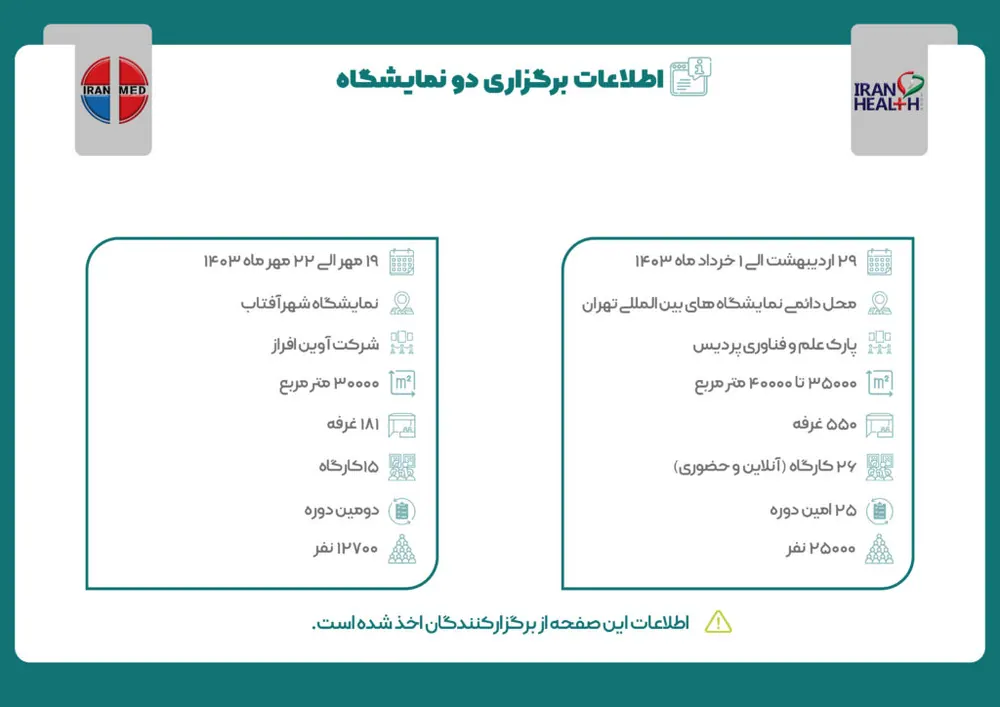 اطلاعات برگزاری دو نمایشگاه
IRAN
HEALTH
IRAN MED
۲۹ اردیبهشت الی ۱ خرداد ماه ۱۴۰۳
محل دائمی نمایشگاه های بین المللی تهران
پارک علم و فناوری پردیس
۳۵۰۰۰ تا ۴۰۰۰۰ متر مربع
۵۵۰ غرفه
۲۶ کارگاه (آنلاین و حضوری)
۲۵ امین دوره
۲۵۰۰۰ نفر
۱۹ مهر الی ۲۲ مهر ماه ۱۴۰۳
نمایشگاه شهر آفتاب
شرکت آوین افراز
۳۰۰۰۰ متر مربع
۱۸۱ غرفه
۱۵کارگاه
دومین دوره
۱۲۷۰۰ نفر
m²
m²
اطلاعات این صفحه از برگزارکنندگان اخذ شده است.